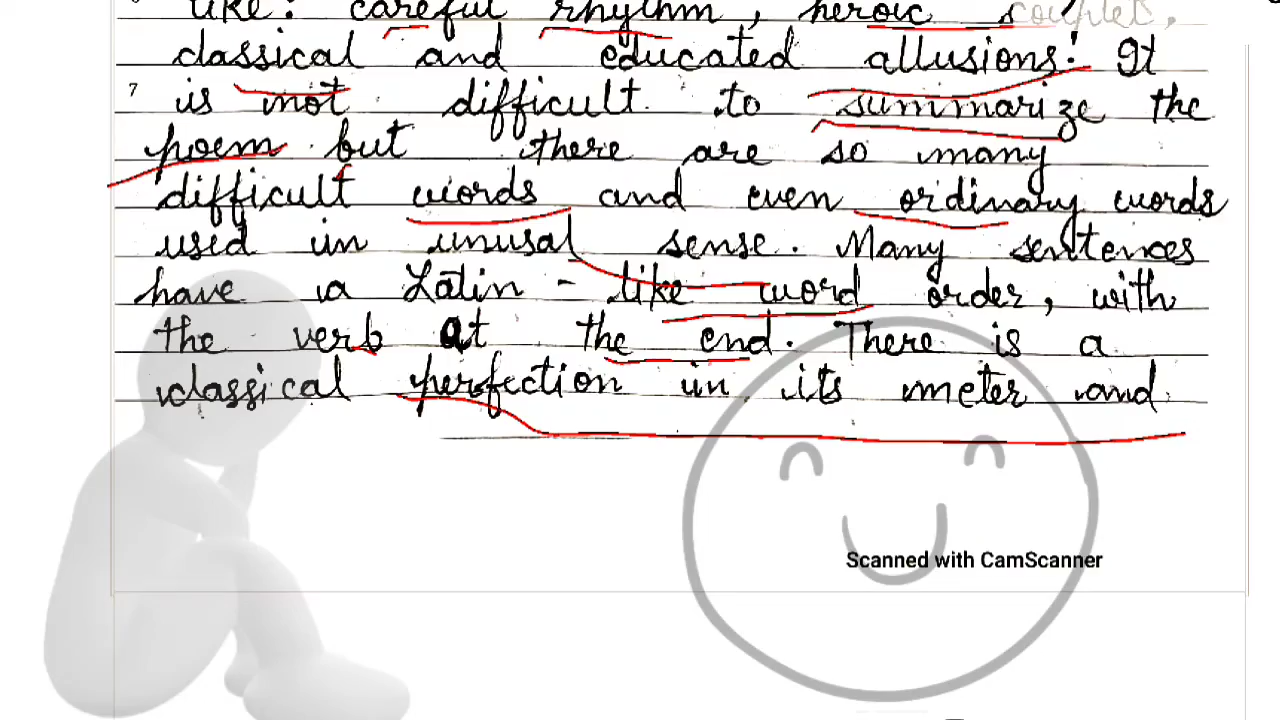 like: careful rhythm, heroic couplet,
classical and educated allusions! It
7
is not difficult to summarize the
poem but there are so many
difficult words and even ordinary words
used in unusal sense. Many sentences
have a Latin - like word order, with
the verb at the end. There is a
classical perfection in its meter and
Scanned with CamScanner